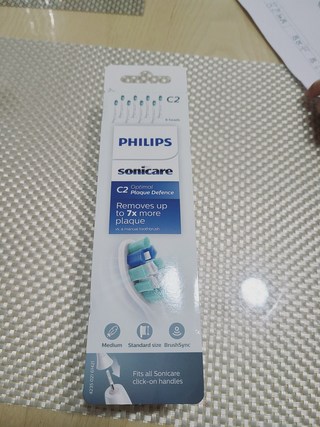 C2
PHILIPS
sonicare
C2 Optimal
Plaque Defence
Removes up
to 7x more
plaque
Medium
Standard size
BrushSync
Fits all Sonicare
click-on handles